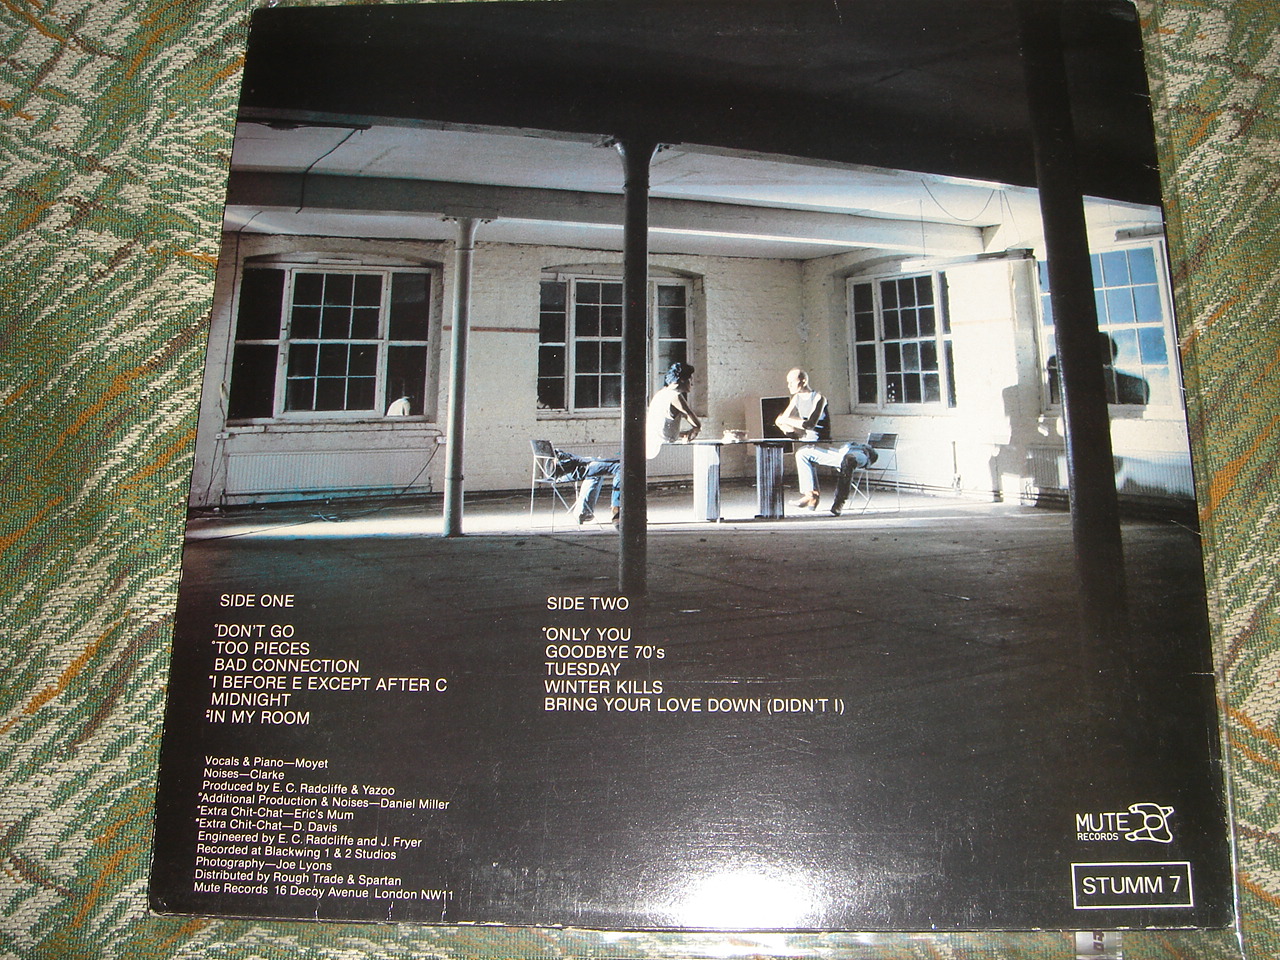 SIDE ONE
*DON'T GO
*TOO PIECES
BAD CONNECTION
*I BEFORE E EXCEPT AFTER C
MIDNIGHT
*IN MY ROOM
SIDE TWO
*ONLY YOU
GOODBYE 70's
TUESDAY
WINTER KILLS
BRING YOUR LOVE DOWN (DIDN'T I)
Vocals & Piano—Moyet
Noises—Clarke
Produced by E. C. Radcliffe & Yazoo
*Additional Production & Noises—Daniel Miller
*Extra Chit-Chat—Eric's Mum
*Extra Chit-Chat—D. Davis
Engineered by E. C. Radcliffe and J. Fryer
Recorded at Blackwing 1 & 2 Studios
Photography—Joe Lyons
Distributed by Rough Trade & Spartan
Mute Records 16 Decoy Avenue London NW11
MUTE
RECORDS
STUMM 7